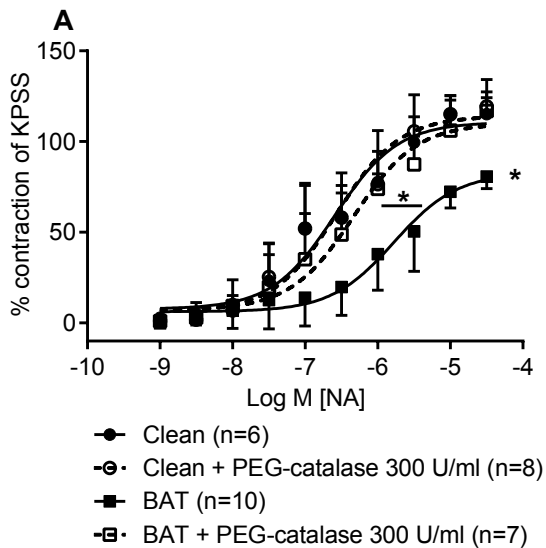 A
150
100
50
0
% contraction of KPSS
*
*
-10 -9 -8 -7 -6 -5 -4
Log M [NA]
Clean (n=6)
Clean + PEG-catalase 300 U/ml (n=8)
BAT (n=10)
BAT + PEG-catalase 300 U/ml (n=7)